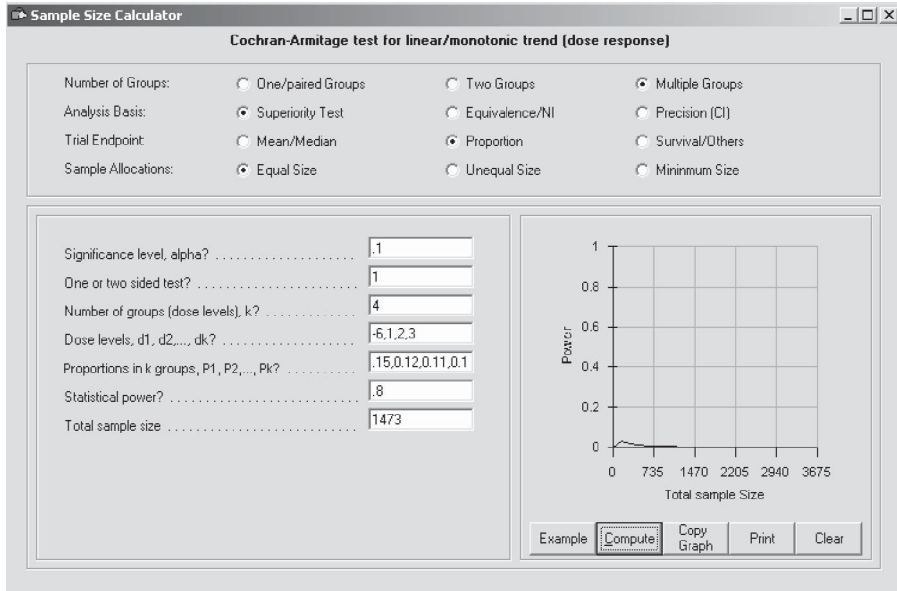 Sample Size Calculator
Cochran-Armitage test for linear/monotonic trend (dose response)
Number of Groups: One/paired Groups Two Groups Multiple Groups
Analysis Basis: Superiority Test Equivalence/NI Precision (CI)
Trial Endpoint: Mean/Median Proportion Survival/Others
Sample Allocations: Equal Size Unequal Size Mininmum Size
Significance level, alpha? .1
One or two sided test? 1
Number of groups (dose levels), k? 4
Dose levels, d1, d2,..., dk? -6,1,2,3
Proportions in k groups, P1, P2,..., Pk? .15,0.12,0.11,0.1
Statistical power? .8
Total sample size 1473
1
0.8
0.6
0.4
0.2
0
Power
0 735 1470 2205 2940 3675
Total sample Size
Example Compute Copy Graph Print Clear